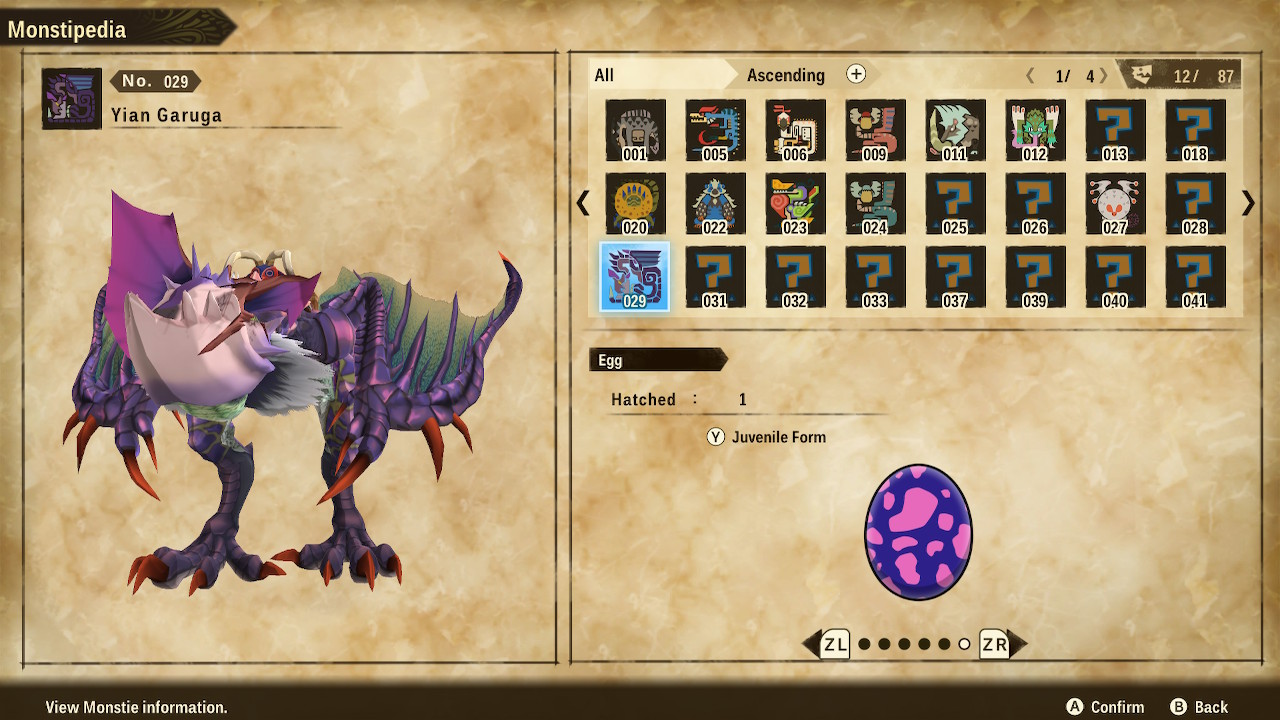 Monstipedia
No. 029
Yian Garuga
All
Ascending
1/ 4
12/ 87
001 005 006 009 011 012 013 018
020 022 023 024 025 026 027 028
029 031 032 033 037 039 040 041
Egg
Hatched : 1
Y Juvenile Form
ZL ZR
View Monstie information.
A Confirm B Back